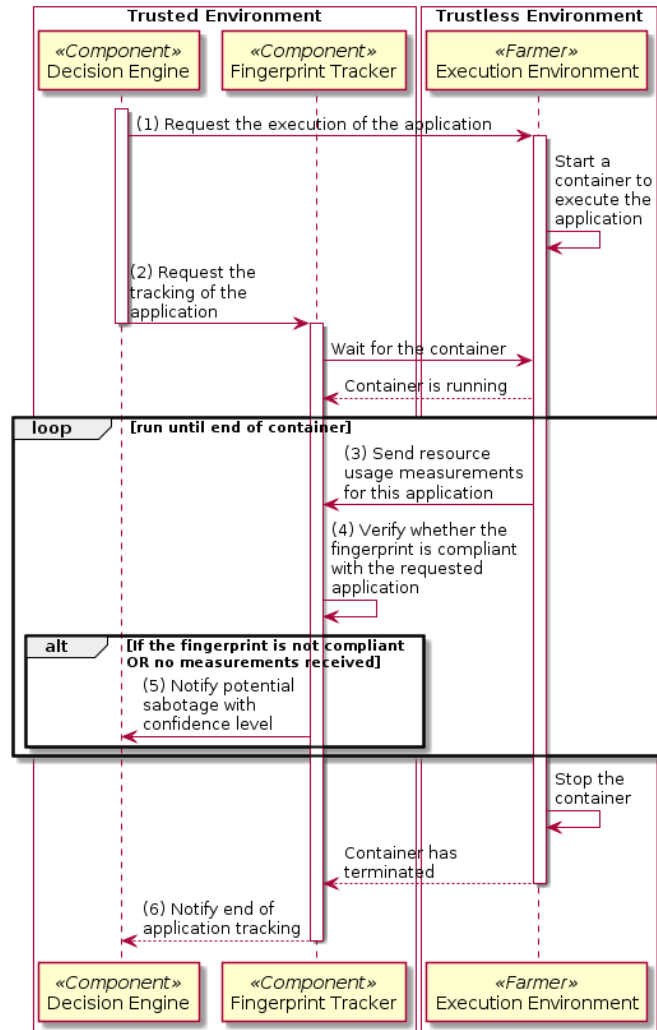 Trusted Environment
Trustless Environment
«Component»
Decision Engine
«Component»
Fingerprint Tracker
«Farmer»
Execution Environment
(1) Request the execution of the application
Start a
container to
execute the
application
(2) Request the
tracking of the
application
Wait for the container
Container is running
loop
[run until end of container]
(3) Send resource
usage measurements
for this application
(4) Verify whether the
fingerprint is compliant
with the requested
application
alt
[If the fingerprint is not compliant
OR no measurements received]
(5) Notify potential
sabotage with
confidence level
Stop the
container
Container has
terminated
(6) Notify end of
application tracking
«Component»
Decision Engine
«Component»
Fingerprint Tracker
«Farmer»
Execution Environment